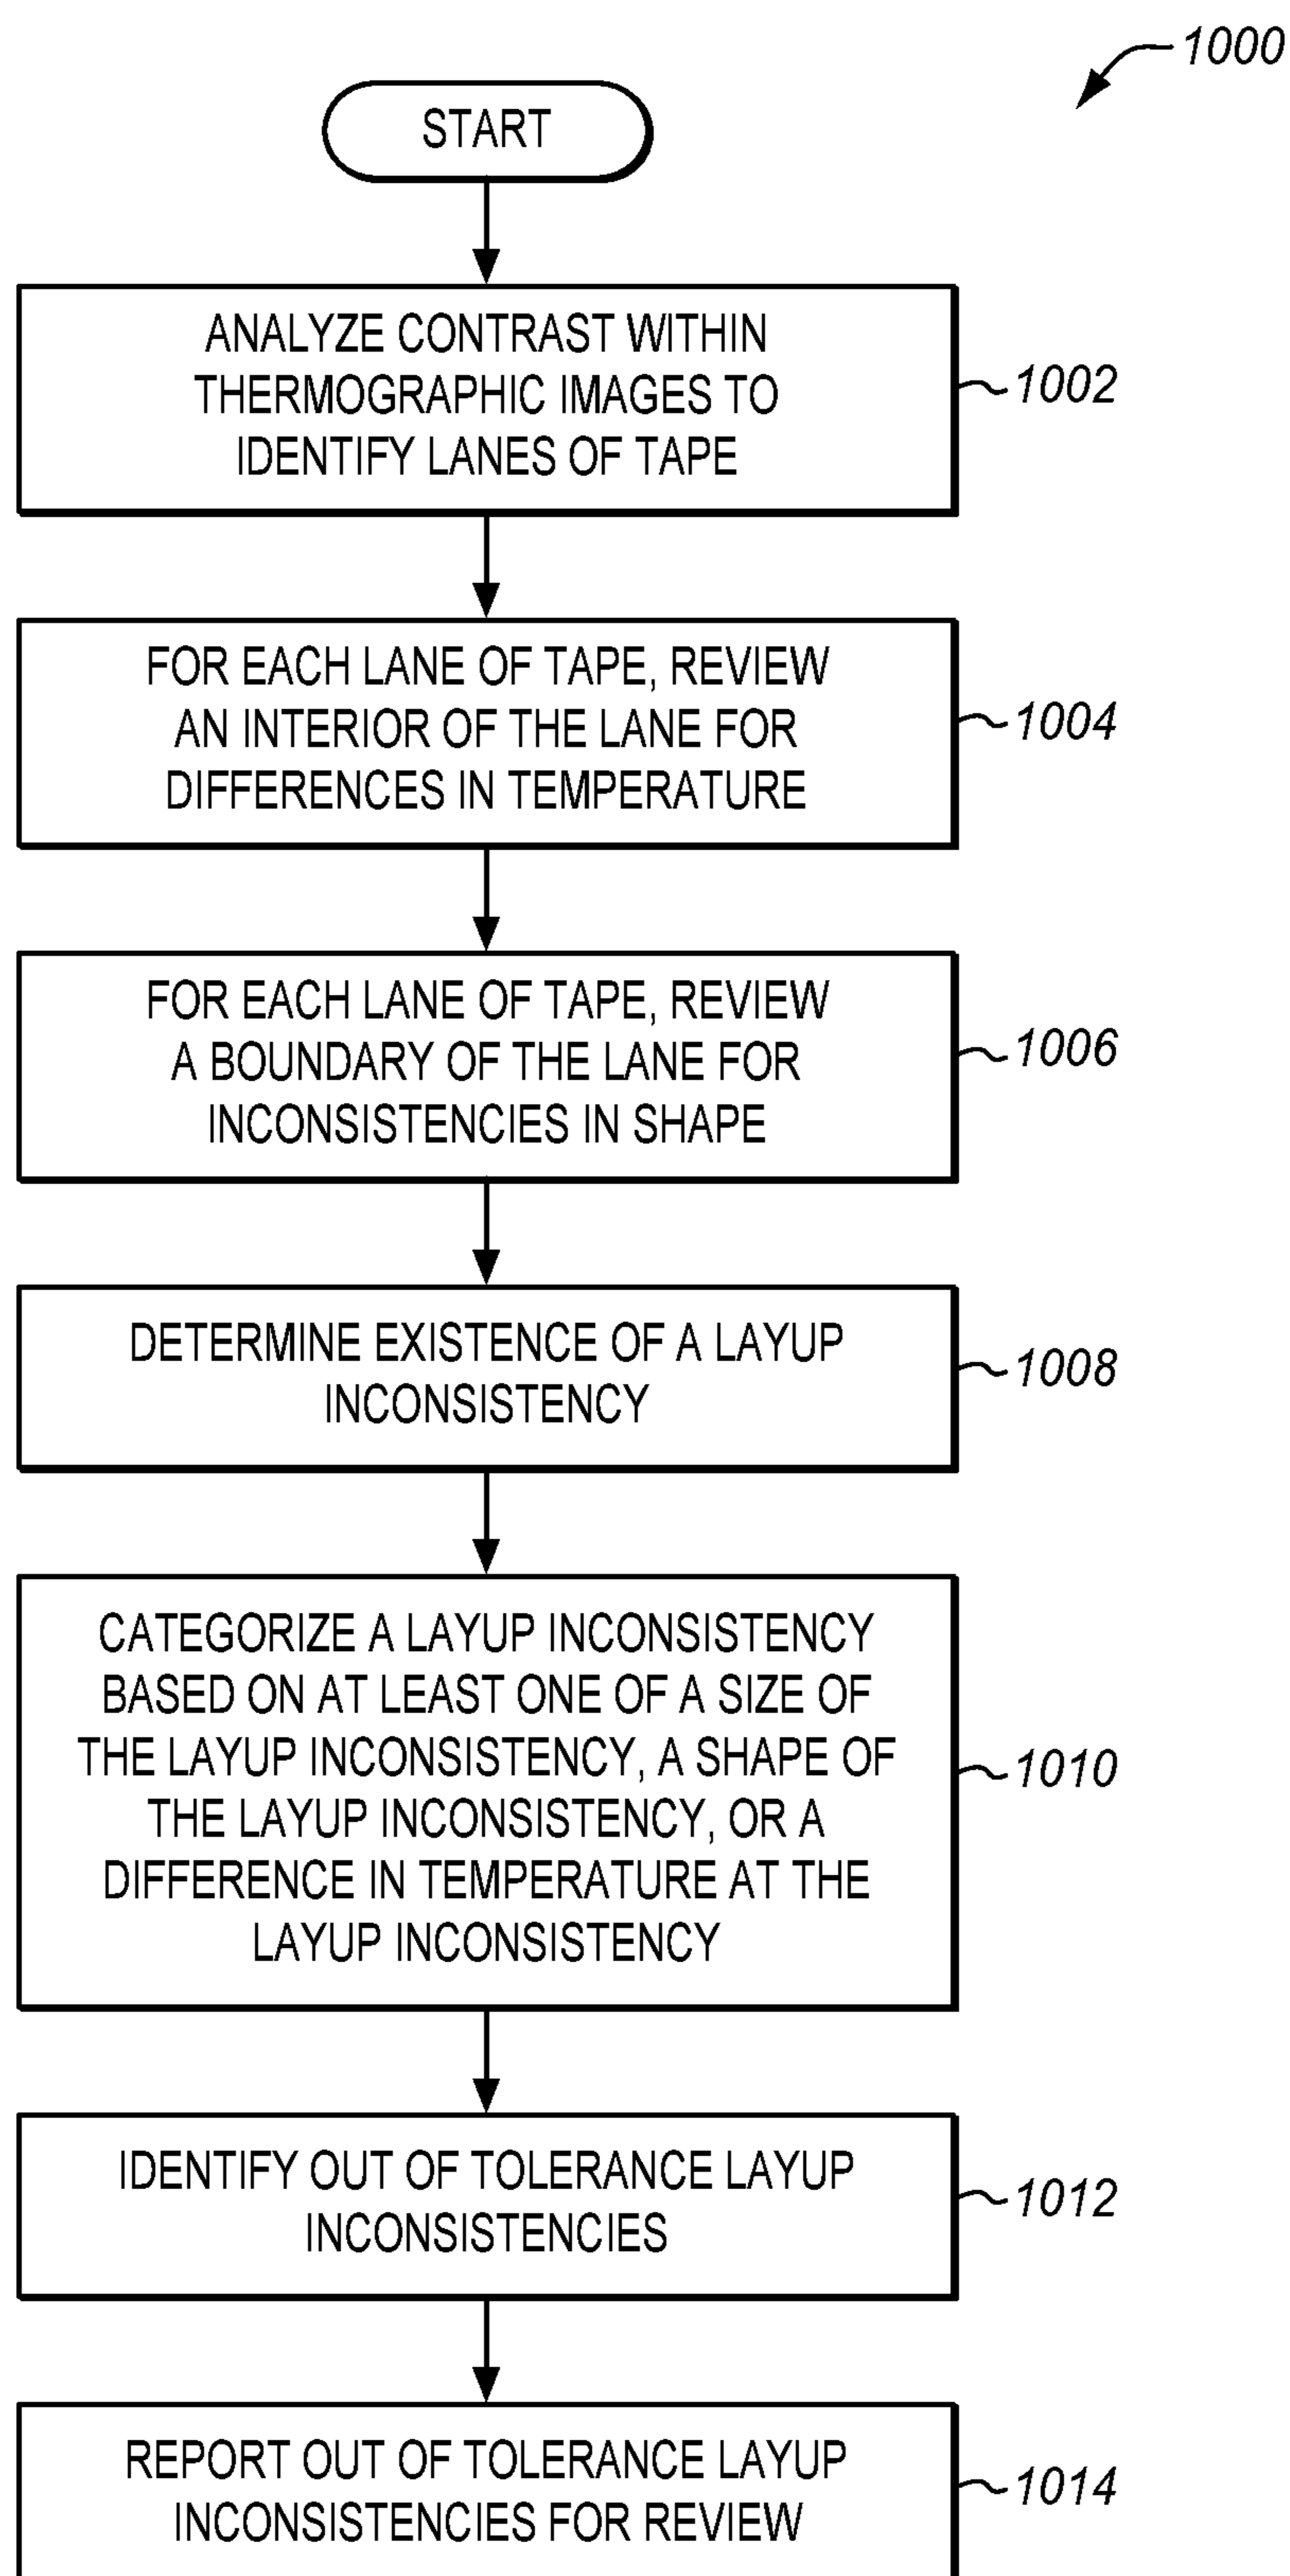 1000
START
ANALYZE CONTRAST WITHIN
THERMOGRAPHIC IMAGES TO
IDENTIFY LANES OF TAPE
1002
FOR EACH LANE OF TAPE, REVIEW
AN INTERIOR OF THE LANE FOR
DIFFERENCES IN TEMPERATURE
1004
FOR EACH LANE OF TAPE, REVIEW
A BOUNDARY OF THE LANE FOR
INCONSISTENCIES IN SHAPE
1006
DETERMINE EXISTENCE OF A LAYUP
INCONSISTENCY
1008
CATEGORIZE A LAYUP INCONSISTENCY
BASED ON AT LEAST ONE OF A SIZE OF
THE LAYUP INCONSISTENCY, A SHAPE OF
THE LAYUP INCONSISTENCY, OR A
DIFFERENCE IN TEMPERATURE AT THE
LAYUP INCONSISTENCY
1010
IDENTIFY OUT OF TOLERANCE LAYUP
INCONSISTENCIES
1012
REPORT OUT OF TOLERANCE LAYUP
INCONSISTENCIES FOR REVIEW
1014